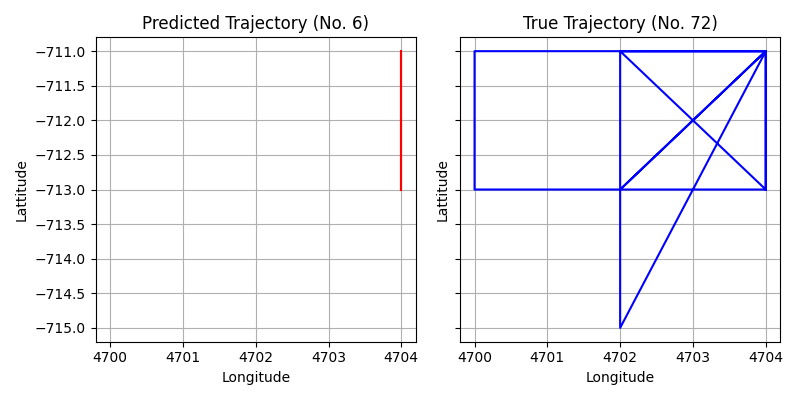 Predicted Trajectory (No. 6)
True Trajectory (No. 72)
−711.0
−711.5
−712.0
−712.5
−713.0
−713.5
−714.0
−714.5
−715.0
Lattitude
Lattitude
4700 4701 4702 4703 4704
4700 4701 4702 4703 4704
Longitude
Longitude